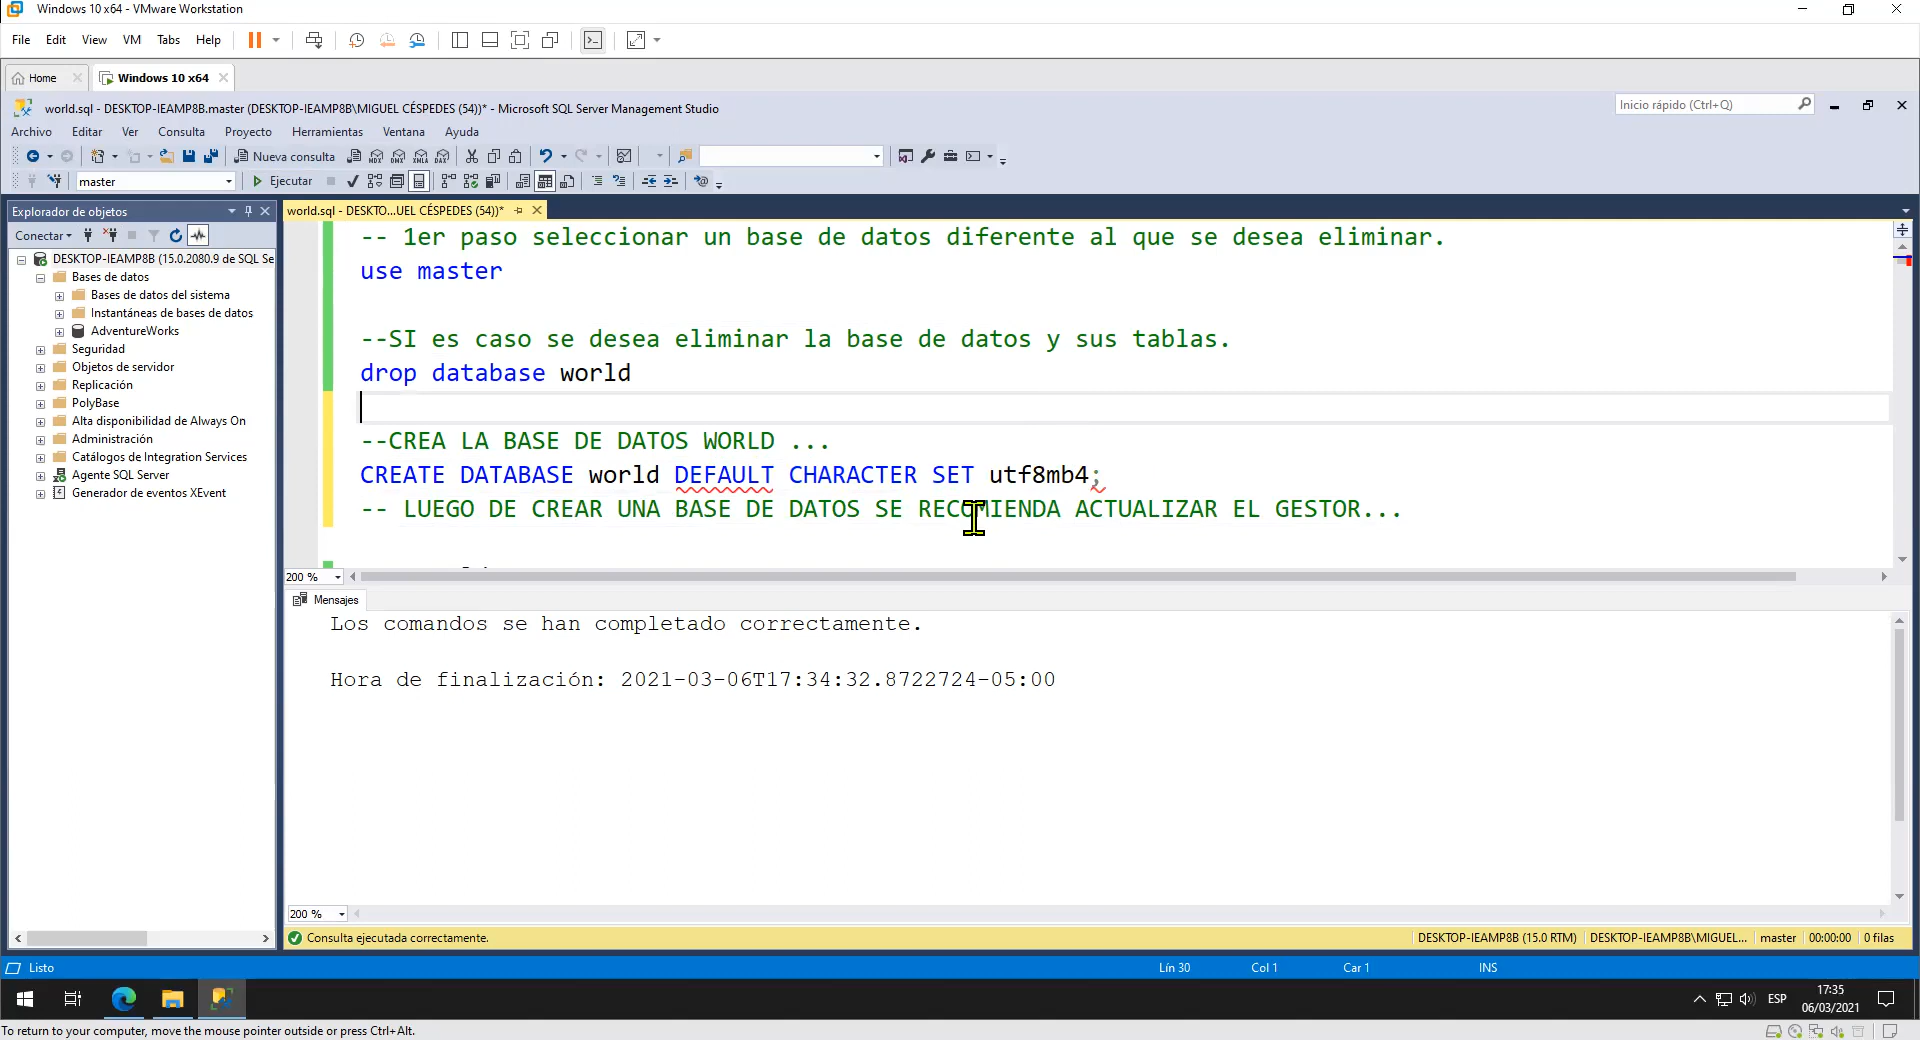 Windows 10 x64 - VMware Workstation
File Edit View VM Tabs Help
Home Windows 10 x64
world.sql - DESKTOP-IEAMP8B.master (DESKTOP-IEAMP8B\MIGUEL CÉSPEDES (54))* - Microsoft SQL Server Management Studio
Inicio rápido (Ctrl+Q)
Archivo Editar Ver Consulta Proyecto Herramientas Ventana Ayuda
Nueva consulta MDX DMX XMLA DAX
master Ejecutar
Explorador de objetos
Conectar
DESKTOP-IEAMP8B (15.0.2080.9 de SQL Se
Bases de datos
Bases de datos del sistema
Instantáneas de bases de datos
AdventureWorks
Seguridad
Objetos de servidor
Replicación
PolyBase
Alta disponibilidad de Always On
Administración
Catálogos de Integration Services
Agente SQL Server
Generador de eventos XEvent
world.sql - DESKTO...UEL CÉSPEDES (54))*
-- 1er paso seleccionar un base de datos diferente al que se desea eliminar.
use master
--SI es caso se desea eliminar la base de datos y sus tablas.
drop database world
--CREA LA BASE DE DATOS WORLD ...
CREATE DATABASE world DEFAULT CHARACTER SET utf8mb4;
-- LUEGO DE CREAR UNA BASE DE DATOS SE RECOMIENDA ACTUALIZAR EL GESTOR...
200 %
Mensajes
Los comandos se han completado correctamente.
Hora de finalización: 2021-03-06T17:34:32.8722724-05:00
200 %
Consulta ejecutada correctamente.
DESKTOP-IEAMP8B (15.0 RTM) DESKTOP-IEAMP8B\MIGUEL... master 00:00:00 0 filas
Listo Lín 30 Col 1 Car 1 INS
ESP 17:35
06/03/2021
To return to your computer, move the mouse pointer outside or press Ctrl+Alt.